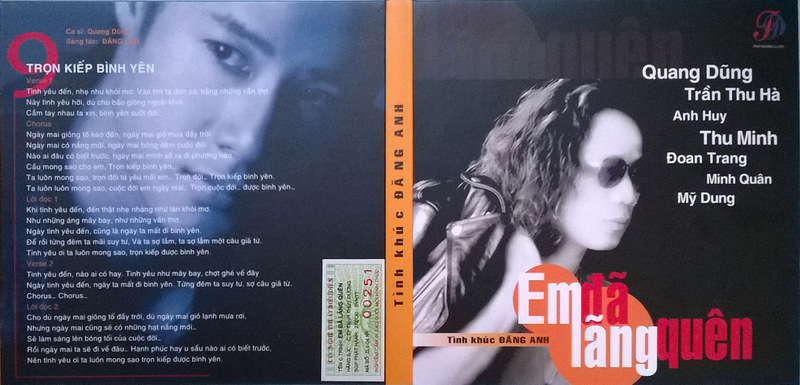 9
Ca sĩ: Quang Dũng
Sáng tác: ĐĂNG
TRỌN KIẾP BÌNH YÊN
Verse 1
Tình yêu đến, nhẹ như khói mơ. Vào tim ta đơn sơ, bằng những vần thơ
Này tình yêu hỡi, dù cho bão giông ngoài khơi
Cầm tay nhau ta xin, bình yên suốt đời
Chorus
Ngày mai giông tố kéo đến, ngày mai gió mưa đầy trời
Ngày mai có nắng mới, ngày mai bóng đêm cuộc đời
Nào ai đâu có biết trước, ngày mai mình sẽ ra đi phương nào
Cầu mong sao cho em, Trọn kiếp bình yên...
Ta luôn mong sao, trọn đời ta yêu mãi em... Trọn đời... Trọn kiếp bình yên.
Ta luôn luôn mong sao, cuộc đời em ngày mai.. Trọn cuộc đời... được bình yên...
Lời đọc 1
Khi tình yêu đến, đến thật nhẹ nhàng như làn khói mơ.
Như những áng mây bay, như những vần thơ,
Ngày tình yêu đến, cũng là ngày ta mất đi bình yên.
Để rồi từng đêm ta mãi suy tư, Và ta sợ lắm, ta sợ lắm một câu giã từ.
Tình yêu ơi ta luôn mong sao, trọn kiếp được bình yên.
Verse 2
Tình yêu đến, nào ai có hay. Tình yêu như mây bay, chợt ghé về đây
Ngày tình yêu đến, ngày ta mất đi bình yên. Từng đêm ta suy tư, sợ câu giã từ.
Chorus... Chorus...
Lời đọc 2
Cho dù ngày mai giông tố đầy trời, dù ngày mai gió lạnh mưa rơi,
Nhưng ngày mai cũng sẽ có những hạt nắng mới...
Sẽ làm sáng lên bóng tối của cuộc đời...
Rồi ngày mai ta sẽ đi về đâu.. Hạnh phúc hay u sầu nào ai có biết trước,
Nên tình yêu ơi ta luôn mong sao trọn kiếp được bình yên.
EM ĐÃ LÃNG QUÊN
00251
Tình khúc ĐĂNG ANH
quên
Quang Dũng
Trần Thu Hà
Anh Huy
Thu Minh
Đoan Trang
Minh Quân
Mỹ Dung
Em đã
lãng quên
Tình khúc ĐĂNG ANH